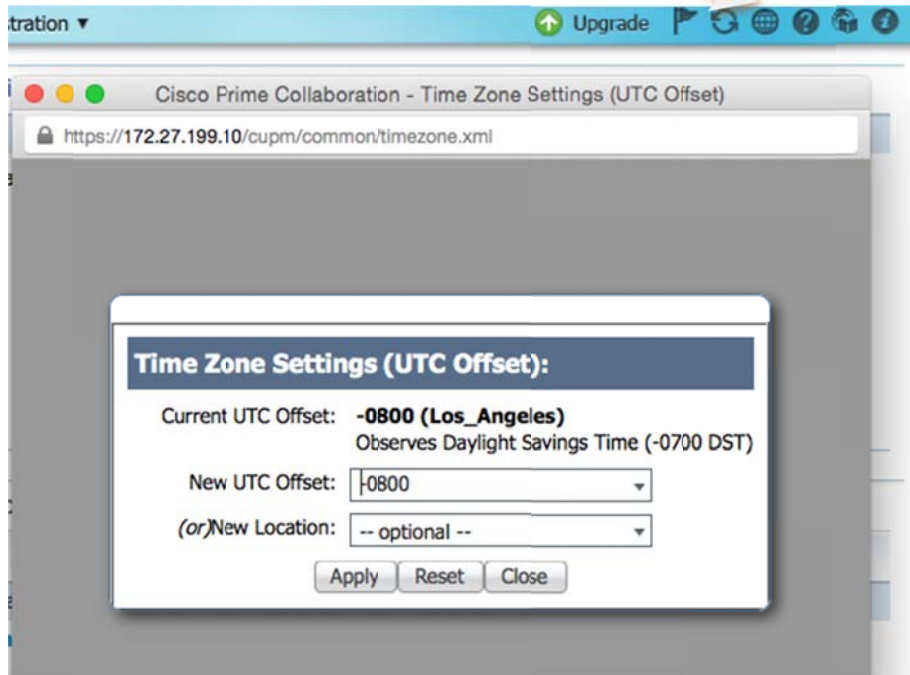 tration ▼ Upgrade
Cisco Prime Collaboration - Time Zone Settings (UTC Offset)
https://172.27.199.10/cupm/common/timezone.xml
Time Zone Settings (UTC Offset):
Current UTC Offset: -0800 (Los_Angeles)
Observes Daylight Savings Time (-0700 DST)
New UTC Offset: -0800
(or)New Location: -- optional --
Apply Reset Close